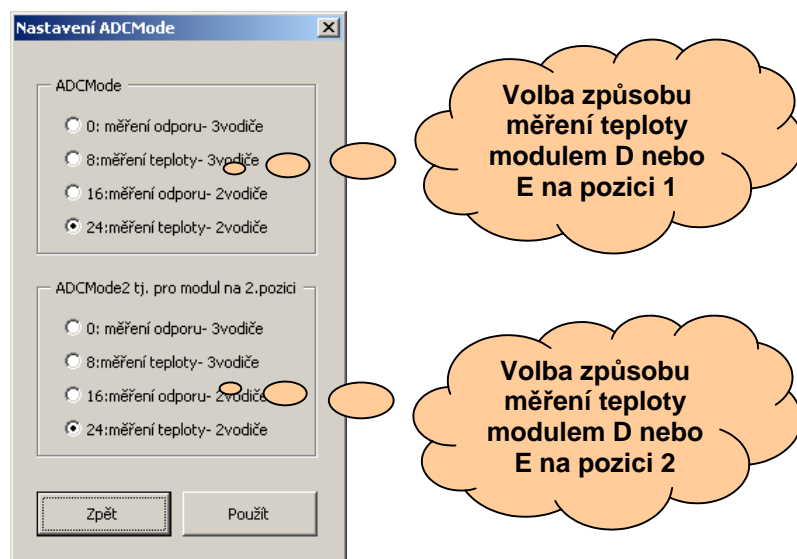 Nastavení ADCMode
ADCMode
0: měření odporu- 3vodiče
8:měření teploty- 3vodiče
16:měření odporu- 2vodiče
24:měření teploty- 2vodiče
Volba způsobu
měření teploty
modulem D nebo
E na pozici 1
ADCMode2 tj. pro modul na 2.pozici
0: měření odporu- 3vodiče
8:měření teploty- 3vodiče
16:měření odporu- 2vodiče
24:měření teploty- 2vodiče
Volba způsobu
měření teploty
modulem D nebo
E na pozici 2
Zpět
Použít